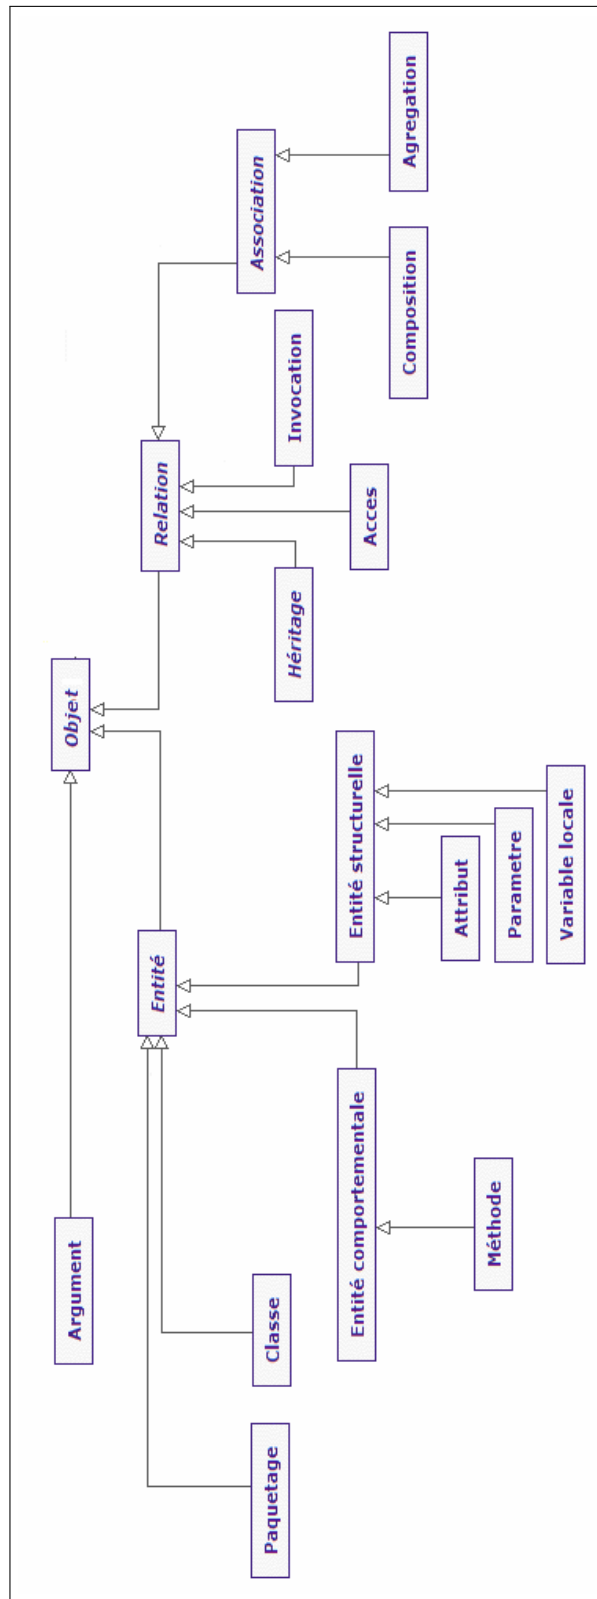 Objet
Argument
Entité
Relation
Paquetage
Classe
Entité comportementale
Entité structurelle
Héritage
Acces
Invocation
Association
Méthode
Attribut
Parametre
Variable locale
Composition
Agregation